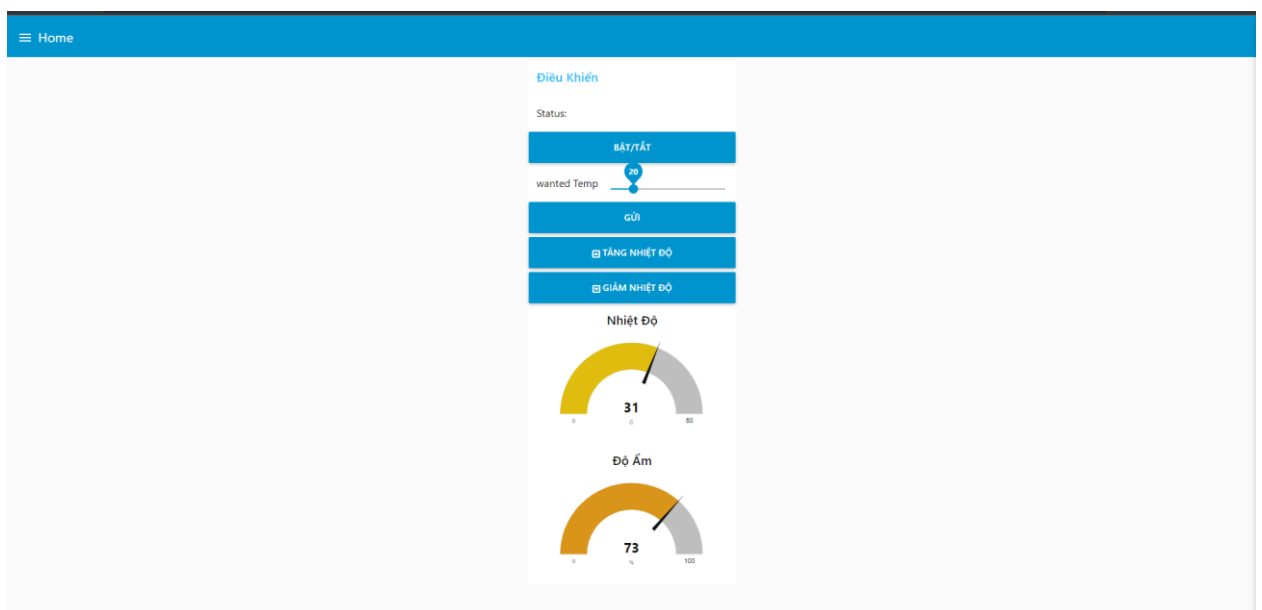 Home
Điều Khiển
Status:
BẬT/TẮT
20
wanted Temp
GỬI
TĂNG NHIỆT ĐỘ
GIẢM NHIỆT ĐỘ
Nhiệt Độ
31
0 C 50
Độ Ẩm
73
0 % 100